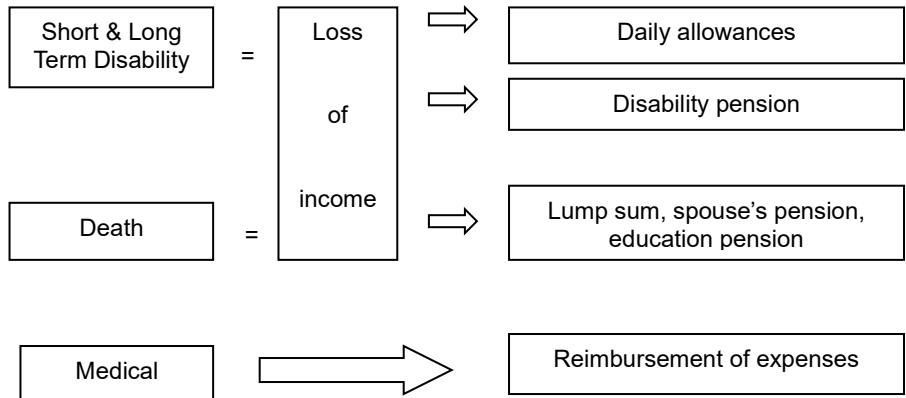 Short & Long
Term Disability
=
Loss
of
income
Daily allowances
Disability pension
Death
=
Lump sum, spouse’s pension,
education pension
Medical
Reimbursement of expenses